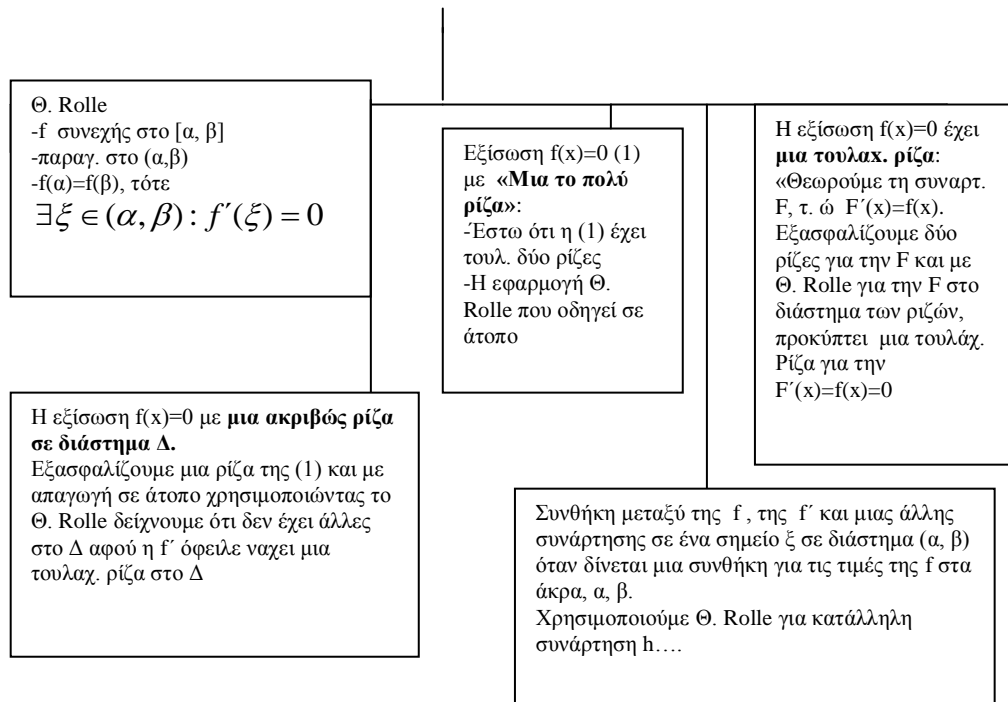 Θ. Rolle
-f συνεχής στο [α, β]
-παραγ. στο (α,β)
-f(α)=f(β), τότε
∃ξ∈(α, β) : f′(ξ) = 0
Εξίσωση f(x)=0 (1)
με «Μια το πολύ
ρίζα»:
-Έστω ότι η (1) έχει
τουλ. δύο ρίζες
-Η εφαρμογή Θ.
Rolle που οδηγεί σε
άτοπο
Η εξίσωση f(x)=0 έχει
μια τουλαx. ρίζα:
«Θεωρούμε τη συναρτ.
F, τ. ώ F΄(x)=f(x).
Εξασφαλίζουμε δύο
ρίζες για την F και με
Θ. Rolle για την F στο
διάστημα των ριζών,
προκύπτει μια τουλάχ.
Ρίζα για την
F΄(x)=f(x)=0
Η εξίσωση f(x)=0 με μια ακριβώς ρίζα
σε διάστημα Δ.
Εξασφαλίζουμε μια ρίζα της (1) και με
απαγωγή σε άτοπο χρησιμοποιώντας το
Θ. Rolle δείχνουμε ότι δεν έχει άλλες
στο Δ αφού η f΄ όφειλε ναχει μια
τουλαχ. ρίζα στο Δ
Συνθήκη μεταξύ της f , της f΄ και μιας άλλης
συνάρτησης σε ένα σημείο ξ σε διάστημα (α, β)
όταν δίνεται μια συνθήκη για τις τιμές της f στα
άκρα, α, β.
Χρησιμοποιούμε Θ. Rolle για κατάλληλη
συνάρτηση h….